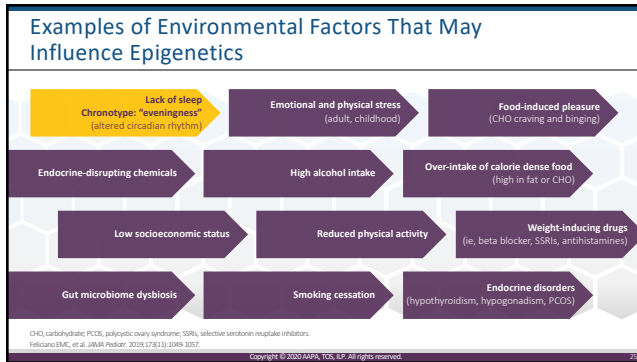 Examples of Environmental Factors That May
Influence Epigenetics
Lack of sleep
Chronotype: “eveningness”
(altered circadian rhythm)
Emotional and physical stress
(adult, childhood)
Food-induced pleasure
(CHO craving and binging)
Endocrine-disrupting chemicals
High alcohol intake
Over-intake of calorie dense food
(high in fat or CHO)
Low socioeconomic status
Reduced physical activity
Weight-inducing drugs
(ie, beta blocker, SSRIs, antihistamines)
Gut microbiome dysbiosis
Smoking cessation
Endocrine disorders
(hypothyroidism, hypogonadism, PCOS)
CHO, carbohydrate; PCOS, polycystic ovary syndrome; SSRIs, selective serotonin reuptake inhibitors.
Feliciano EMC, et al. JAMA Pediatr. 2019;173(11):1049-1057.
Copyright © 2020 AAPA, TOS, ILP. All rights reserved.
25